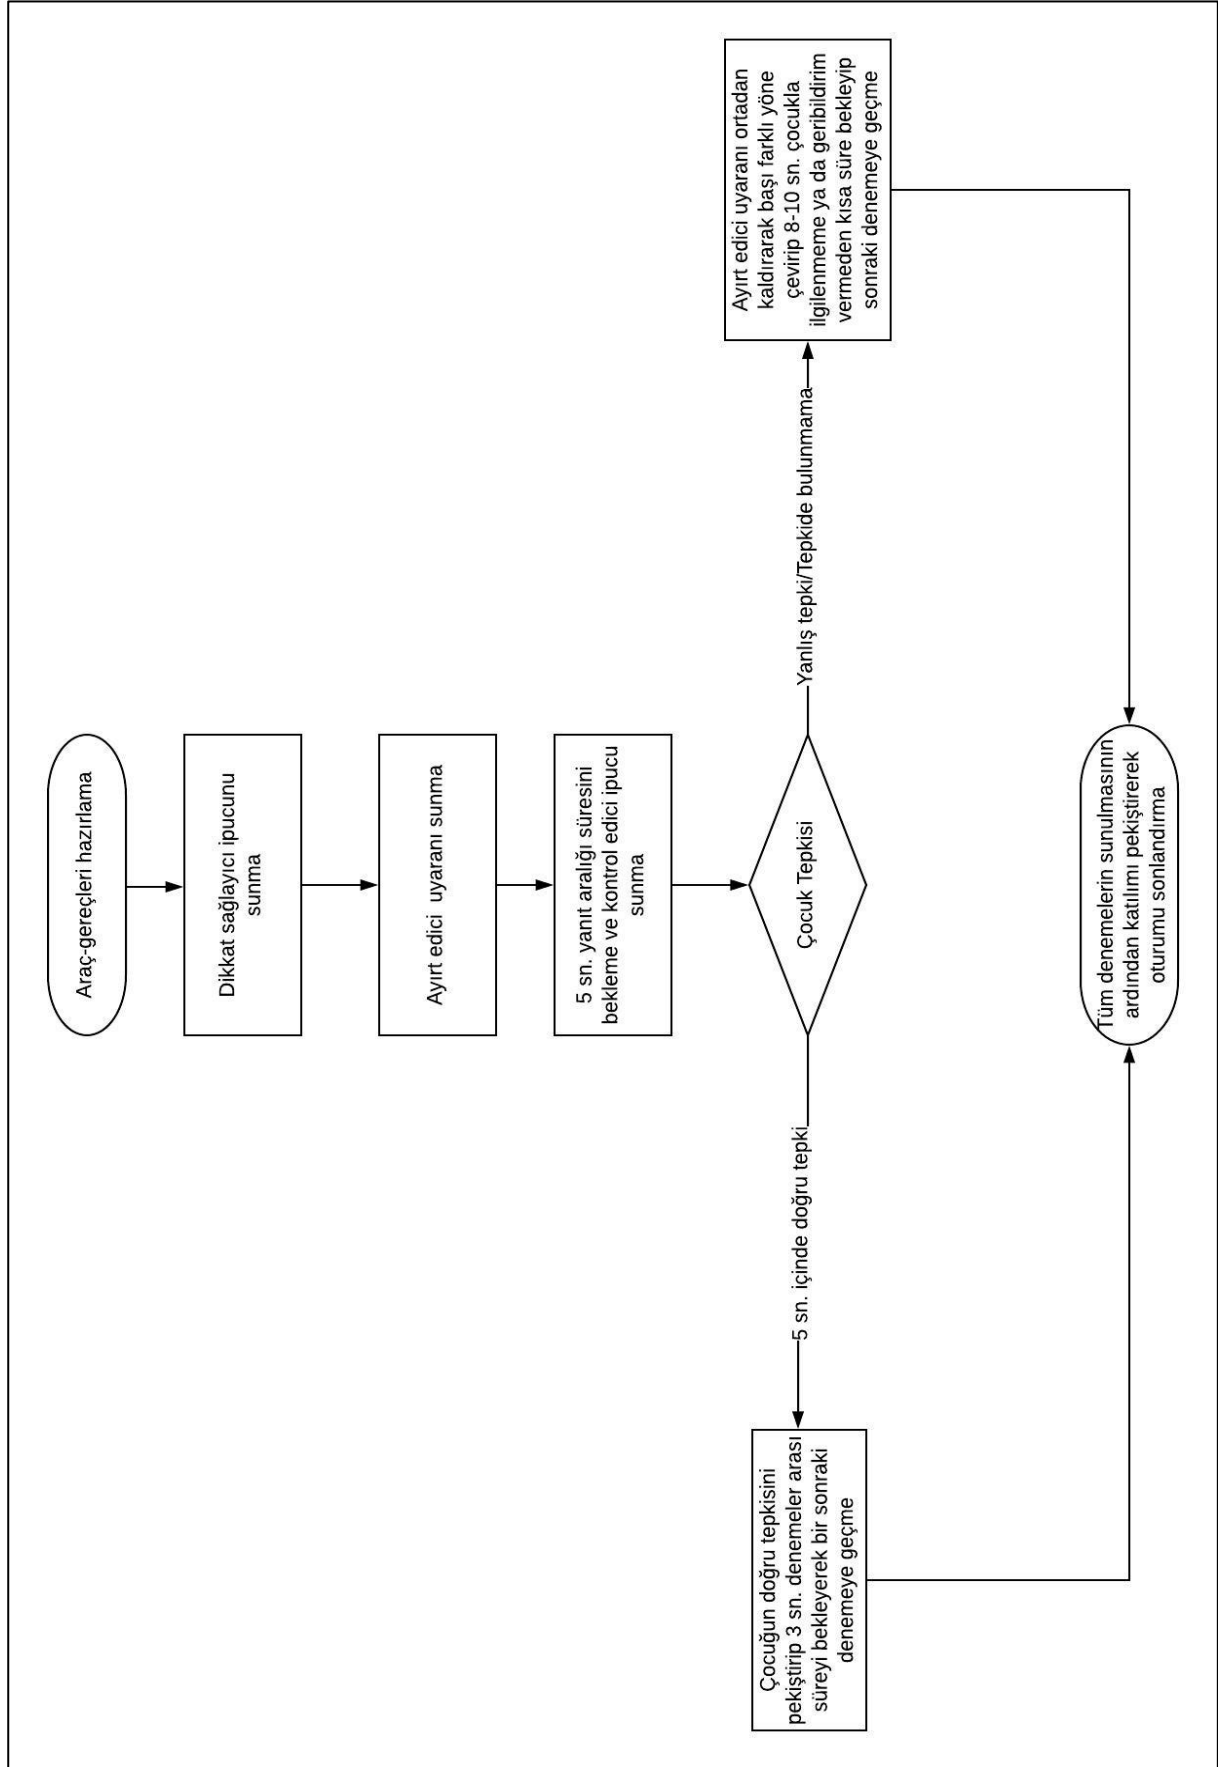 Araç-gereçleri hazırlama
Dikkat sağlayıcı ipucunu
sunma
Ayırt edici uyaranı sunma
5 sn. yanıt aralığı süresini
bekleme ve kontrol edici ipucu
sunma
Çocuk Tepkisi
5 sn. içinde doğru tepki
Yanlış tepki/Tepkide bulunmama
Çocuğun doğru tepkisini
pekiştirip 3 sn. denemeler arası
süreyi bekleyerek bir sonraki
denemeye geçme
Ayırt edici uyaranı ortadan
kaldırarak başı farklı yöne
çevirip 8-10 sn. çocukla
ilgilenmeme ya da geribildirim
vermeden kısa süre bekleyip
sonraki denemeye geçme
Tüm denemelerin sunulmasının
ardından katılımı pekiştirerek
oturumu sonlandırma